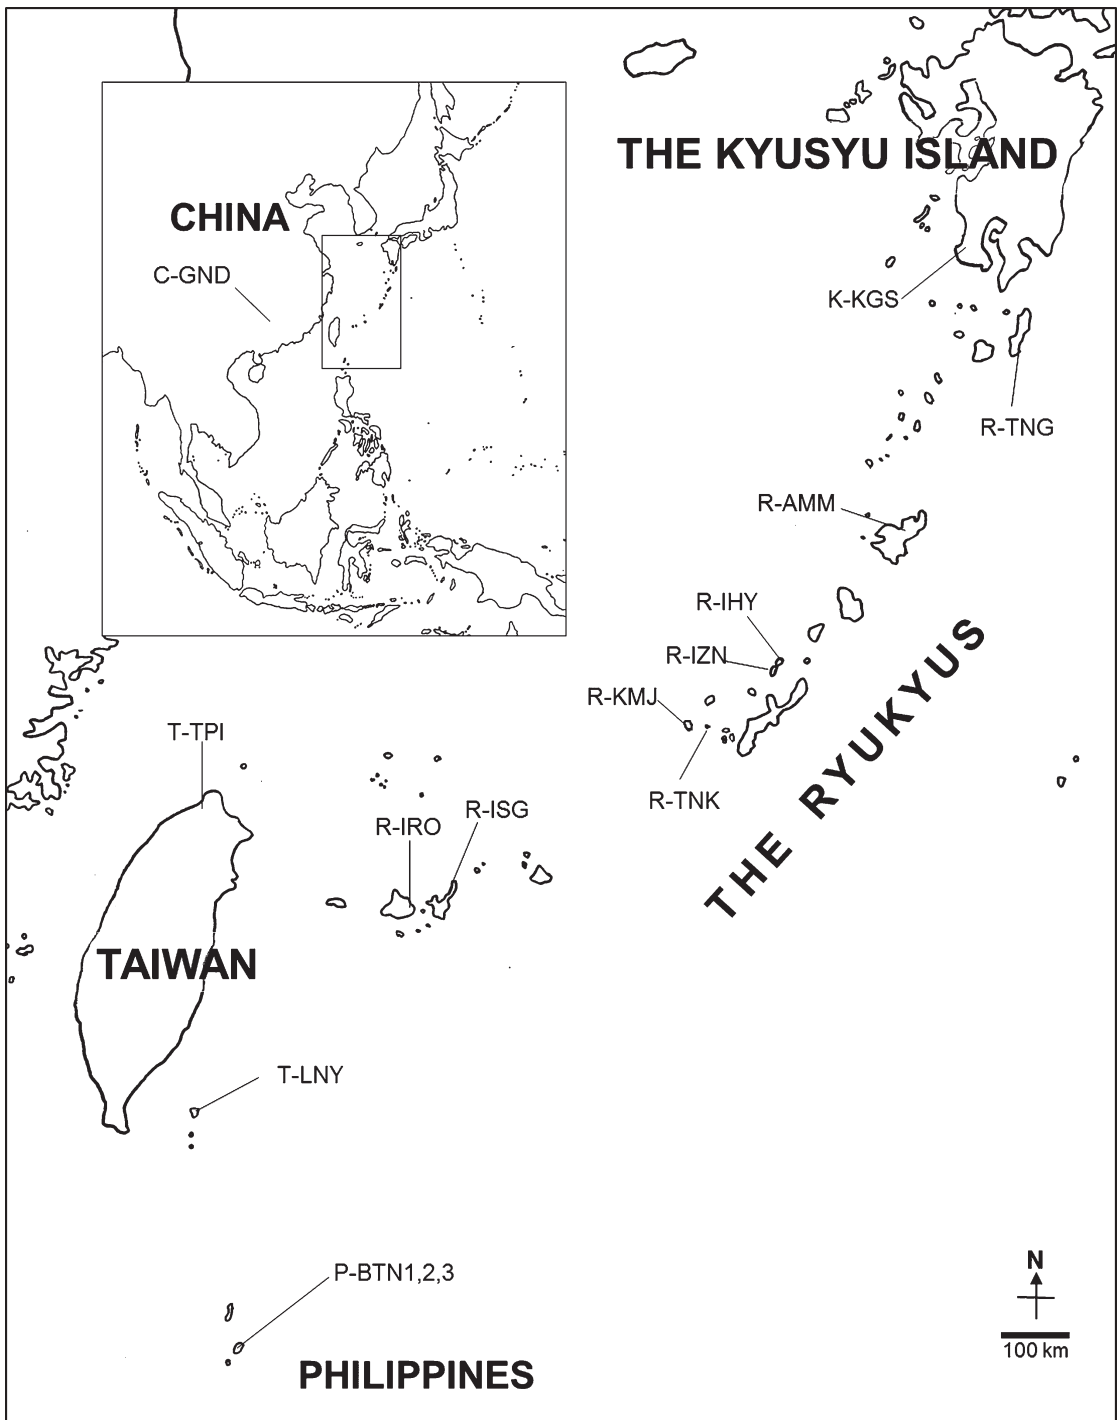 THE KYUSYU ISLAND
CHINA
C-GND
K-KGS
R-TNG
R-AMM
R-IHY
R-IZN
R-KMJ
R-TNK
THE RYUKYUS
T-TPI
R-IRO
R-ISG
TAIWAN
T-LNY
P-BTN1,2,3
PHILIPPINES
N
100 km